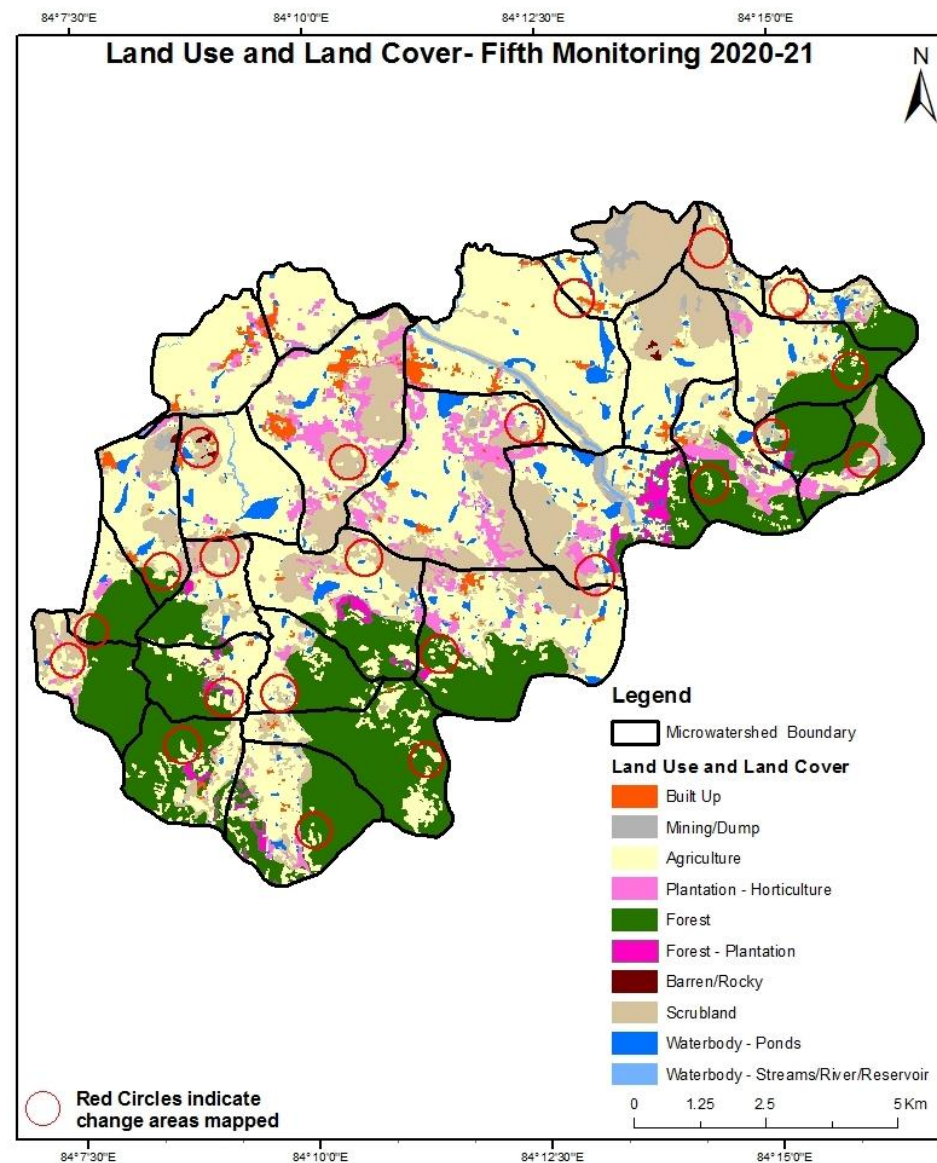 84°7'30"E 84°10'0"E 84°12'30"E 84°15'0"E
Land Use and Land Cover- Fifth Monitoring 2020-21
N
Legend
Microwatershed Boundary
Land Use and Land Cover
Built Up
Mining/Dump
Agriculture
Plantation - Horticulture
Forest
Forest - Plantation
Barren/Rocky
Scrubland
Waterbody - Ponds
Waterbody - Streams/River/Reservoir
0 1.25 2.5 5 Km
Red Circles indicate
change areas mapped
84°7'30"E 84°10'0"E 84°12'30"E 84°15'0"E